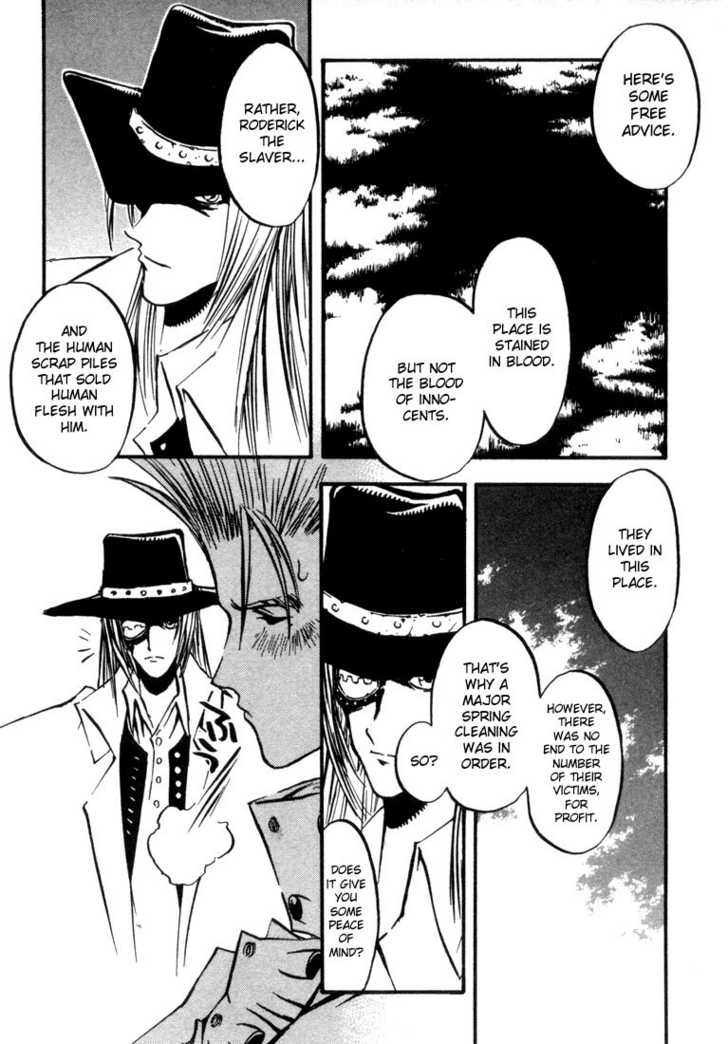 HERE'S
SOME
FREE
ADVICE.
THIS
PLACE IS
STAINED
IN BLOOD.
BUT NOT
THE BLOOD
OF INNO-
CENTS.
RATHER,
RODERICK
THE
SLAVER...
AND
THE HUMAN
SCRAP PILES
THAT SOLD
HUMAN
FLESH WITH
HIM.
THEY
LIVED IN
THIS
PLACE.
HOWEVER,
THERE
WAS NO
END TO THE
NUMBER
OF THEIR
VICTIMS,
FOR
PROFIT.
THAT'S
WHY A
MAJOR
SPRING
CLEANING
WAS IN
ORDER.
SO?
DOES
IT GIVE
YOU
SOME
PEACE
OF
MIND?
ふぅ